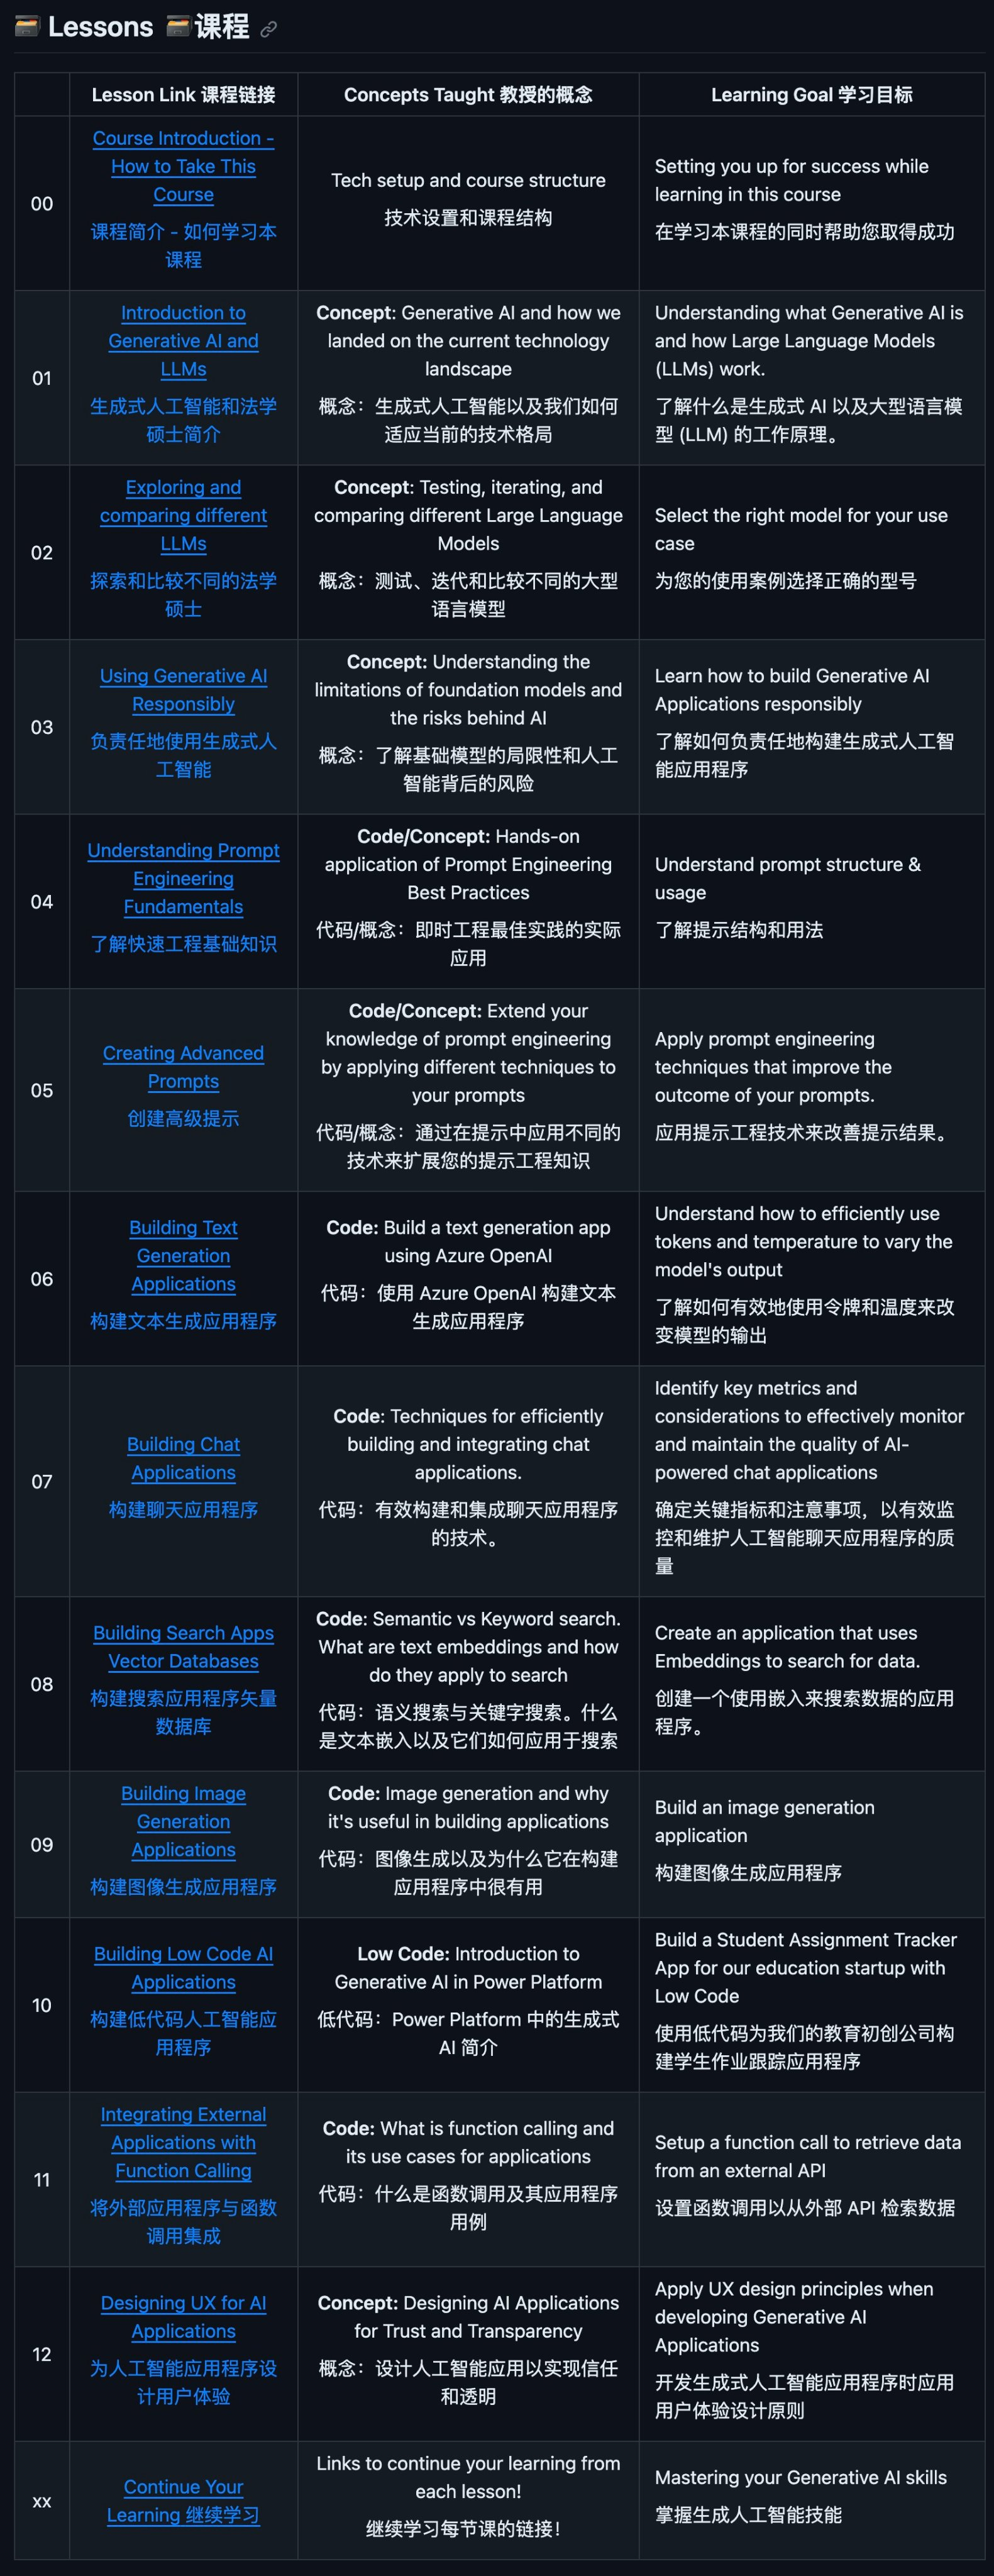 🗃️ Lessons 🗃️课程
Lesson Link 课程链接
Concepts Taught 教授的概念
Learning Goal 学习目标
00
Course Introduction -
How to Take This
Course
课程简介 - 如何学习本
课程
Tech setup and course structure
技术设置和课程结构
Setting you up for success while
learning in this course
在学习本课程的同时帮助您取得成功
01
Introduction to
Generative AI and
LLMs
生成式人工智能和法学
硕士简介
Concept: Generative AI and how we
landed on the current technology
landscape
概念：生成式人工智能以及我们如何
适应当前的技术格局
Understanding what Generative AI is
and how Large Language Models
(LLMs) work.
了解什么是生成式 AI 以及大型语言模
型 (LLM) 的工作原理。
02
Exploring and
comparing different
LLMs
探索和比较不同的法学
硕士
Concept: Testing, iterating, and
comparing different Large Language
Models
概念：测试、迭代和比较不同的大型
语言模型
Select the right model for your use
case
为您的使用案例选择正确的型号
03
Using Generative AI
Responsibly
负责任地使用生成式人
工智能
Concept: Understanding the
limitations of foundation models and
the risks behind AI
概念：了解基础模型的局限性和人工
智能背后的风险
Learn how to build Generative AI
Applications responsibly
了解如何负责任地构建生成式人工智
能应用程序
04
Understanding Prompt
Engineering
Fundamentals
了解快速工程基础知识
Code/Concept: Hands-on
application of Prompt Engineering
Best Practices
代码/概念：即时工程最佳实践的实际
应用
Understand prompt structure &
usage
了解提示结构和用法
05
Creating Advanced
Prompts
创建高级提示
Code/Concept: Extend your
knowledge of prompt engineering
by applying different techniques to
your prompts
代码/概念：通过在提示中应用不同的
技术来扩展您的提示工程知识
Apply prompt engineering
techniques that improve the
outcome of your prompts.
应用提示工程技术来改善提示结果。
06
Building Text
Generation
Applications
构建文本生成应用程序
Code: Build a text generation app
using Azure OpenAI
代码：使用 Azure OpenAI 构建文本
生成应用程序
Understand how to efficiently use
tokens and temperature to vary the
model's output
了解如何有效地使用令牌和温度来改
变模型的输出
07
Building Chat
Applications
构建聊天应用程序
Code: Techniques for efficiently
building and integrating chat
applications.
代码：有效构建和集成聊天应用程序
的技术。
Identify key metrics and
considerations to effectively monitor
and maintain the quality of AI-
powered chat applications
确定关键指标和注意事项，以有效监
控和维护人工智能聊天应用程序的质
量
08
Building Search Apps
Vector Databases
构建搜索应用程序矢量
数据库
Code: Semantic vs Keyword search.
What are text embeddings and how
do they apply to search
代码：语义搜索与关键字搜索。什么
是文本嵌入以及它们如何应用于搜索
Create an application that uses
Embeddings to search for data.
创建一个使用嵌入来搜索数据的应用
程序。
09
Building Image
Generation
Applications
构建图像生成应用程序
Code: Image generation and why
it's useful in building applications
代码：图像生成以及为什么它在构建
应用程序中很有用
Build an image generation
application
构建图像生成应用程序
10
Building Low Code AI
Applications
构建低代码人工智能应
用程序
Low Code: Introduction to
Generative AI in Power Platform
低代码：Power Platform 中的生成式
AI 简介
Build a Student Assignment Tracker
App for our education startup with
Low Code
使用低代码为我们的教育初创公司构
建学生作业跟踪应用程序
11
Integrating External
Applications with
Function Calling
将外部应用程序与函数
调用集成
Code: What is function calling and
its use cases for applications
代码：什么是函数调用及其应用程序
用例
Setup a function call to retrieve data
from an external API
设置函数调用以从外部 API 检索数据
12
Designing UX for AI
Applications
为人工智能应用程序设
计用户体验
Concept: Designing AI Applications
for Trust and Transparency
概念：设计人工智能应用以实现信任
和透明
Apply UX design principles when
developing Generative AI
Applications
开发生成式人工智能应用程序时应用
用户体验设计原则
xx
Continue Your
Learning 继续学习
Links to continue your learning from
each lesson!
继续学习每节课的链接！
Mastering your Generative AI skills
掌握生成人工智能技能